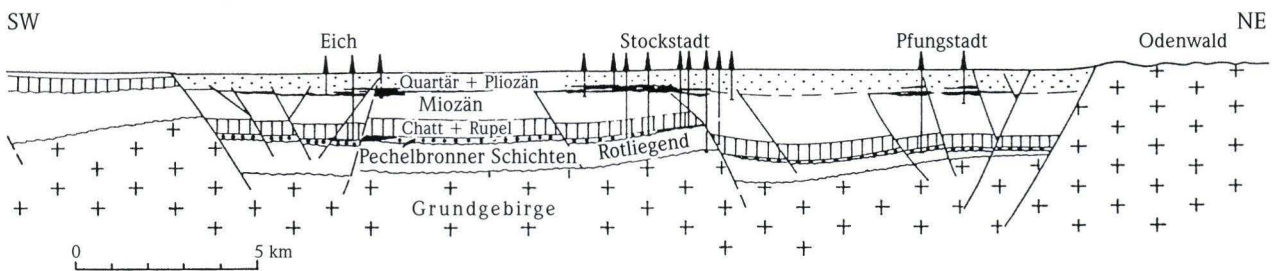 SW
NE
Eich
Stockstadt
Pfungstadt
Odenwald
Quartär + Pliozän
Miozän
Chatt + Rupel
Pechelbronner Schichten
Rotliegend
Grundgebirge
0 5 km